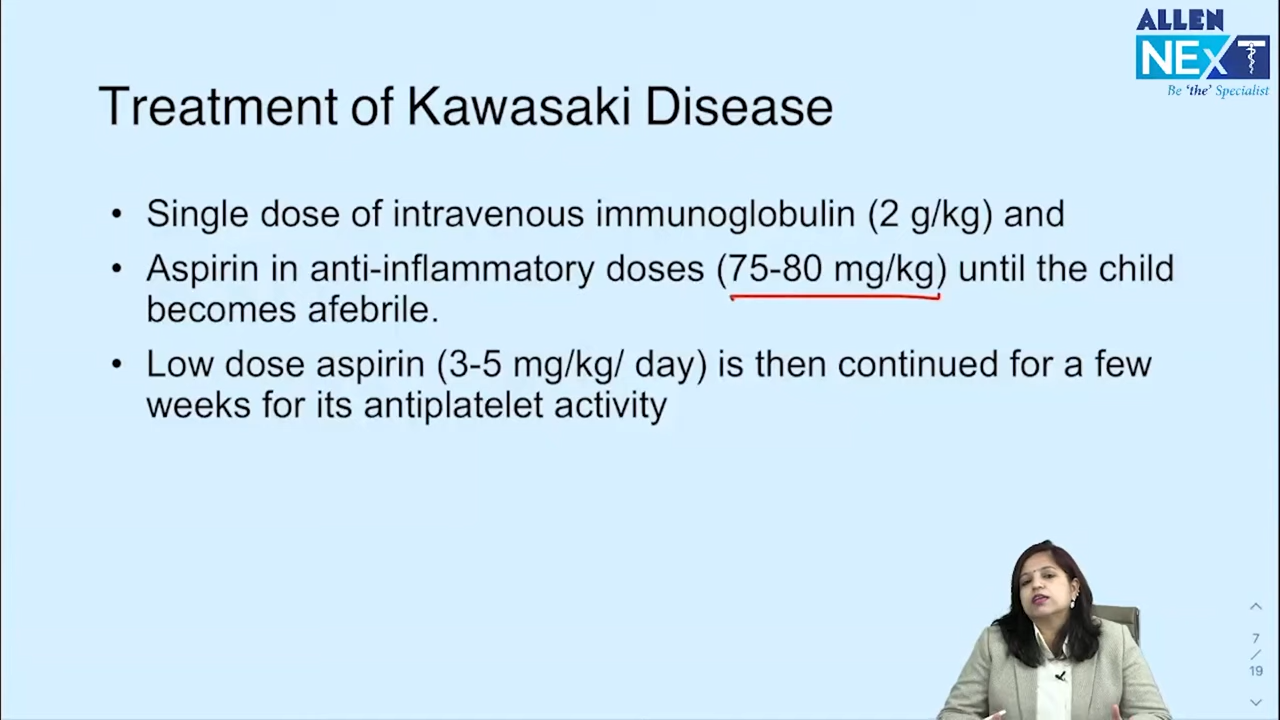 ALLEN
NExT
Be 'the' Specialist
Treatment of Kawasaki Disease
• Single dose of intravenous immunoglobulin (2 g/kg) and
• Aspirin in anti-inflammatory doses (75-80 mg/kg) until the child
becomes afebrile.
• Low dose aspirin (3-5 mg/kg/ day) is then continued for a few
weeks for its antiplatelet activity
7
/
19